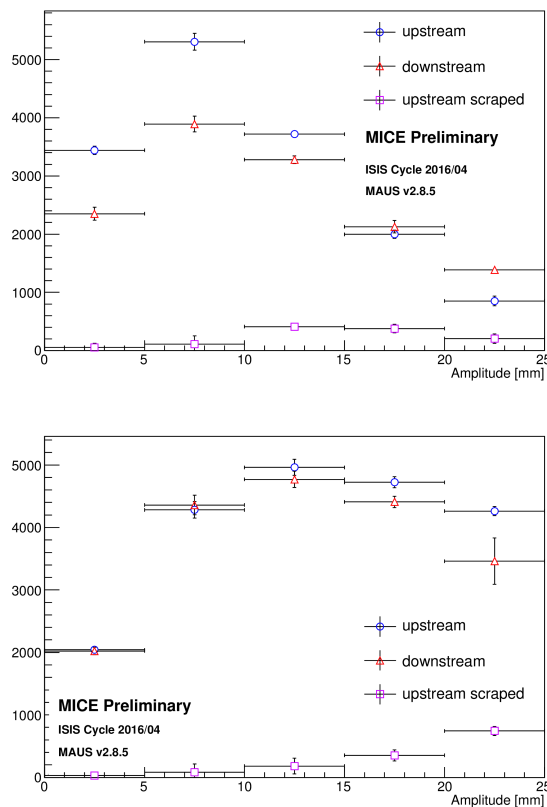 5000
4000
3000
2000
1000
0
upstream
downstream
upstream scraped
MICE Preliminary
ISIS Cycle 2016/04
MAUS v2.8.5
0 5 10 15 20 25
Amplitude [mm]
5000
4000
3000
2000
1000
0
upstream
downstream
upstream scraped
MICE Preliminary
ISIS Cycle 2016/04
MAUS v2.8.5
0 5 10 15 20 25
Amplitude [mm]